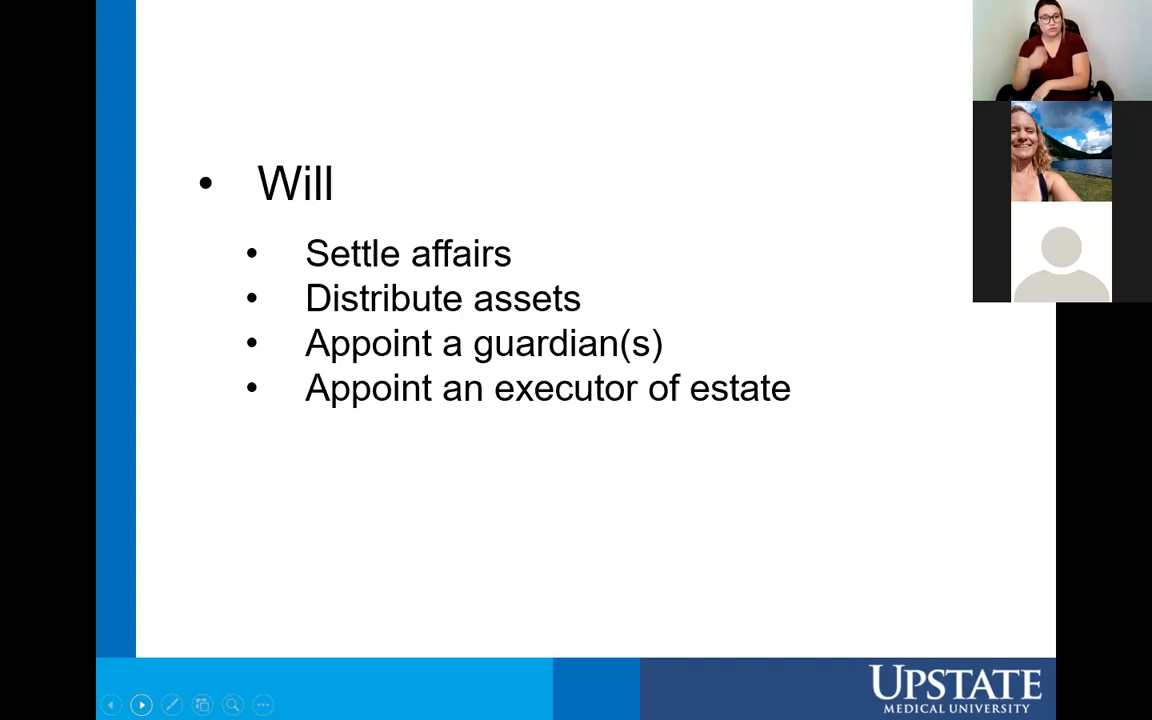 • Will
• Settle affairs
• Distribute assets
• Appoint a guardian(s)
• Appoint an executor of estate
UPSTATE
MEDICAL UNIVERSITY